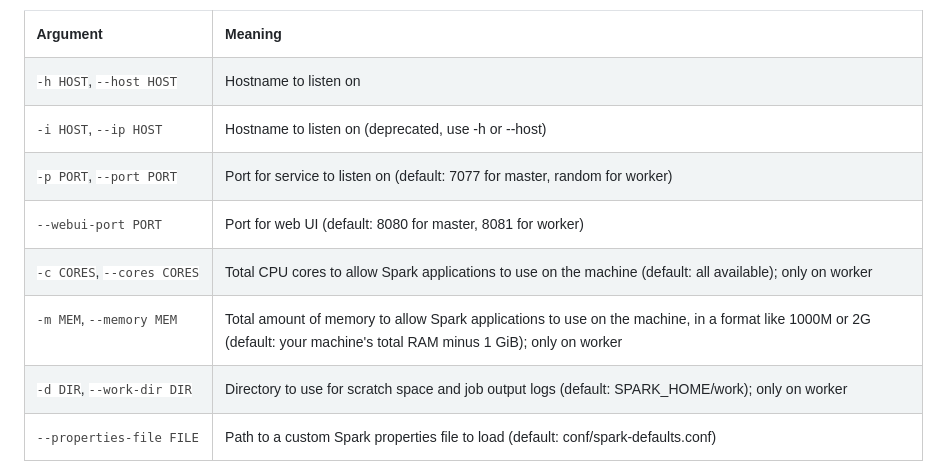 Argument Meaning
-h HOST, --host HOST Hostname to listen on
-i HOST, --ip HOST Hostname to listen on (deprecated, use -h or --host)
-p PORT, --port PORT Port for service to listen on (default: 7077 for master, random for worker)
--webui-port PORT Port for web UI (default: 8080 for master, 8081 for worker)
-c CORES, --cores CORES Total CPU cores to allow Spark applications to use on the machine (default: all available); only on worker
-m MEM, --memory MEM Total amount of memory to allow Spark applications to use on the machine, in a format like 1000M or 2G
(default: your machine's total RAM minus 1 GiB); only on worker
-d DIR, --work-dir DIR Directory to use for scratch space and job output logs (default: SPARK_HOME/work); only on worker
--properties-file FILE Path to a custom Spark properties file to load (default: conf/spark-defaults.conf)